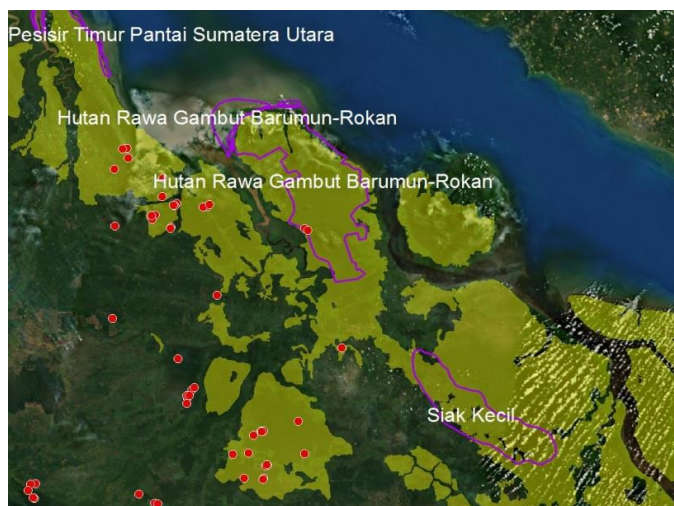 Pesisir Timur Pantai Sumatera Utara
Hutan Rawa Gambut Barumun-Rokan
Hutan Rawa Gambut Barumun-Rokan
Siak Kecil